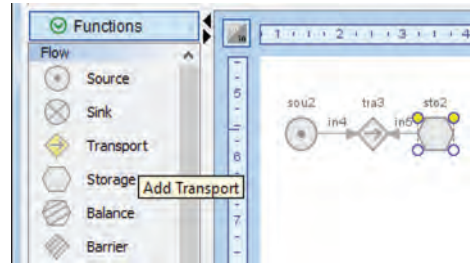 Functions
Flow
Source
Sink
Transport
Storage
Add Transport
Balance
Barrier
1 2 3 4
5
6
7
sou2 tra3 sto2
in4 in5